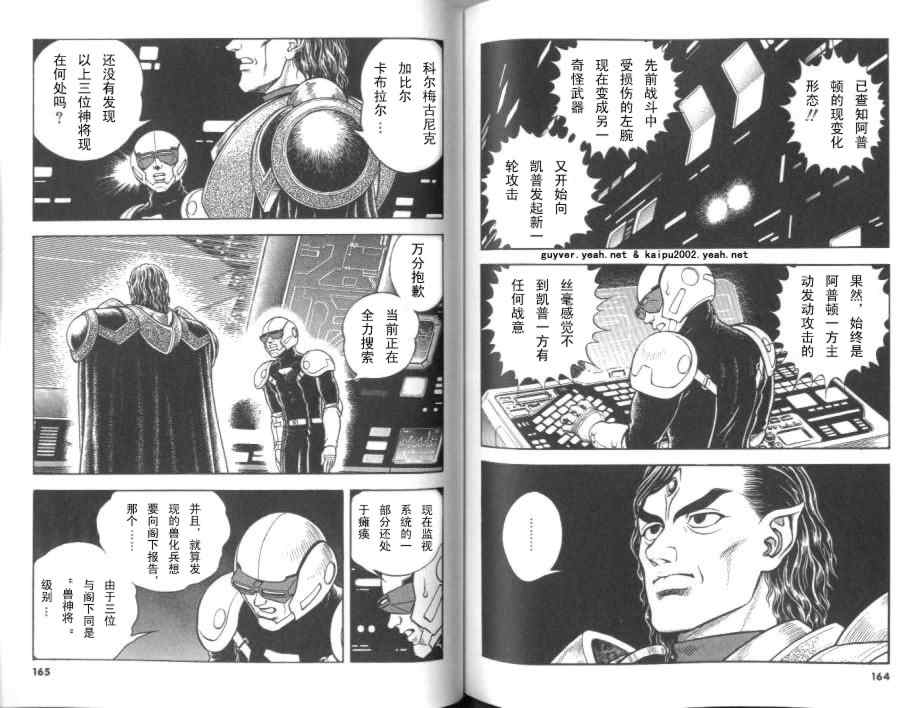 已查知阿普
顿的现变化
形态!!
先前战斗中
受损伤的左腕
现在变成另一
奇怪武器
又开始向
凯普发起新一
轮攻击
guyver.yeah.net & kaipu2002.yeah.net
果然，始终是
阿普顿一方主
动发动攻击的
丝毫感觉不
到凯普一方有
任何战意
………
164
科尔梅古尼克
加比尔
卡布拉尔…
还没有发现
以上三位神将现
在何处吗？
万分抱歉
当前正在
全力搜索
现在监视
系统的一
部分还处
于瘫痪
并且，就算发
现的兽化兵想
要向阁下报告，
那个……
由于三位
与阁下同是
“兽神将”
级别…
165